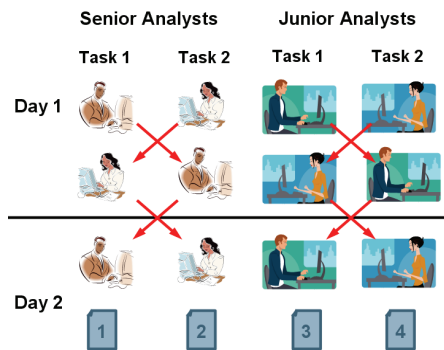 Senior Analysts Junior Analysts
Task 1 Task 2 Task 1 Task 2
Day 1
Day 2
1 2 3 4